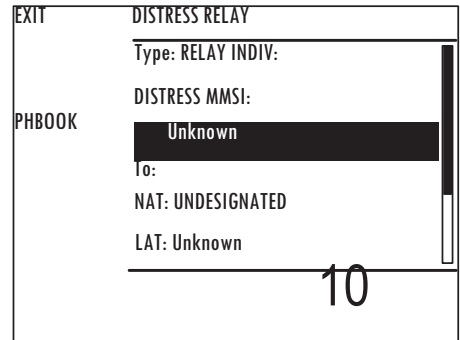 EXIT
DISTRESS RELAY
Type: RELAY INDIV:
DISTRESS MMSI:
PHBOOK
Unknown
To:
NAT: UNDESIGNATED
LAT: Unknown
10